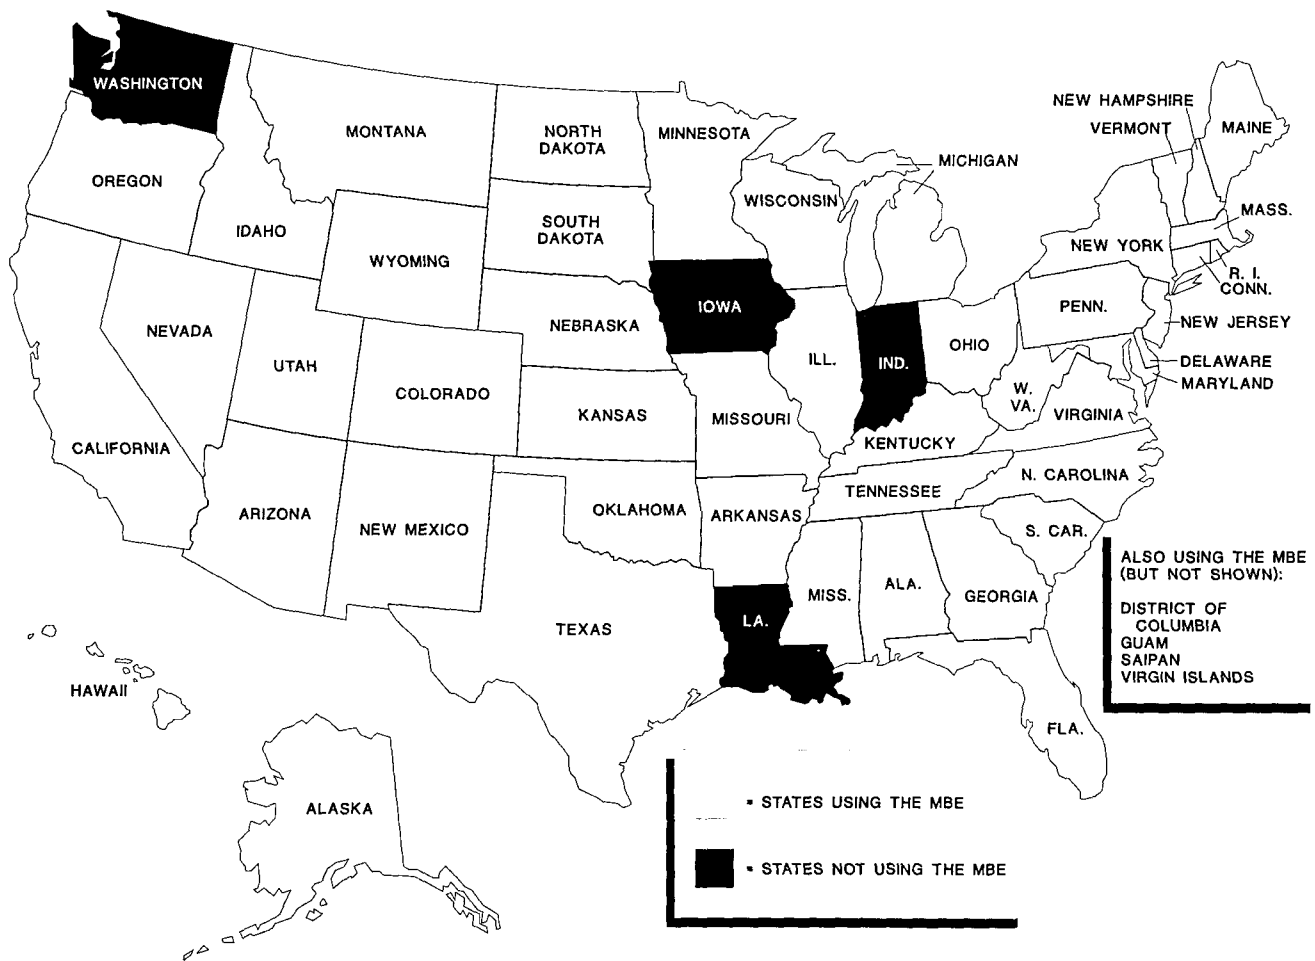 WASHINGTON
MONTANA
NORTH
DAKOTA
MINNESOTA
NEW HAMPSHIRE
VERMONT
MAINE
OREGON
IDAHO
WYOMING
SOUTH
DAKOTA
WISCONSIN
MICHIGAN
NEW YORK
MASS.
R. I.
CONN.
NEVADA
UTAH
COLORADO
NEBRASKA
IOWA
ILL.
IND.
OHIO
PENN.
NEW JERSEY
DELAWARE
MARYLAND
CALIFORNIA
KANSAS
MISSOURI
KENTUCKY
W.
VA.
VIRGINIA
ARIZONA
NEW MEXICO
OKLAHOMA
ARKANSAS
TENNESSEE
N. CAROLINA
S. CAR.
TEXAS
LA.
MISS.
ALA.
GEORGIA
FLA.
HAWAII
ALASKA
ALSO USING THE MBE
(BUT NOT SHOWN):
DISTRICT OF
COLUMBIA
GUAM
SAIPAN
VIRGIN ISLANDS
= STATES USING THE MBE
= STATES NOT USING THE MBE